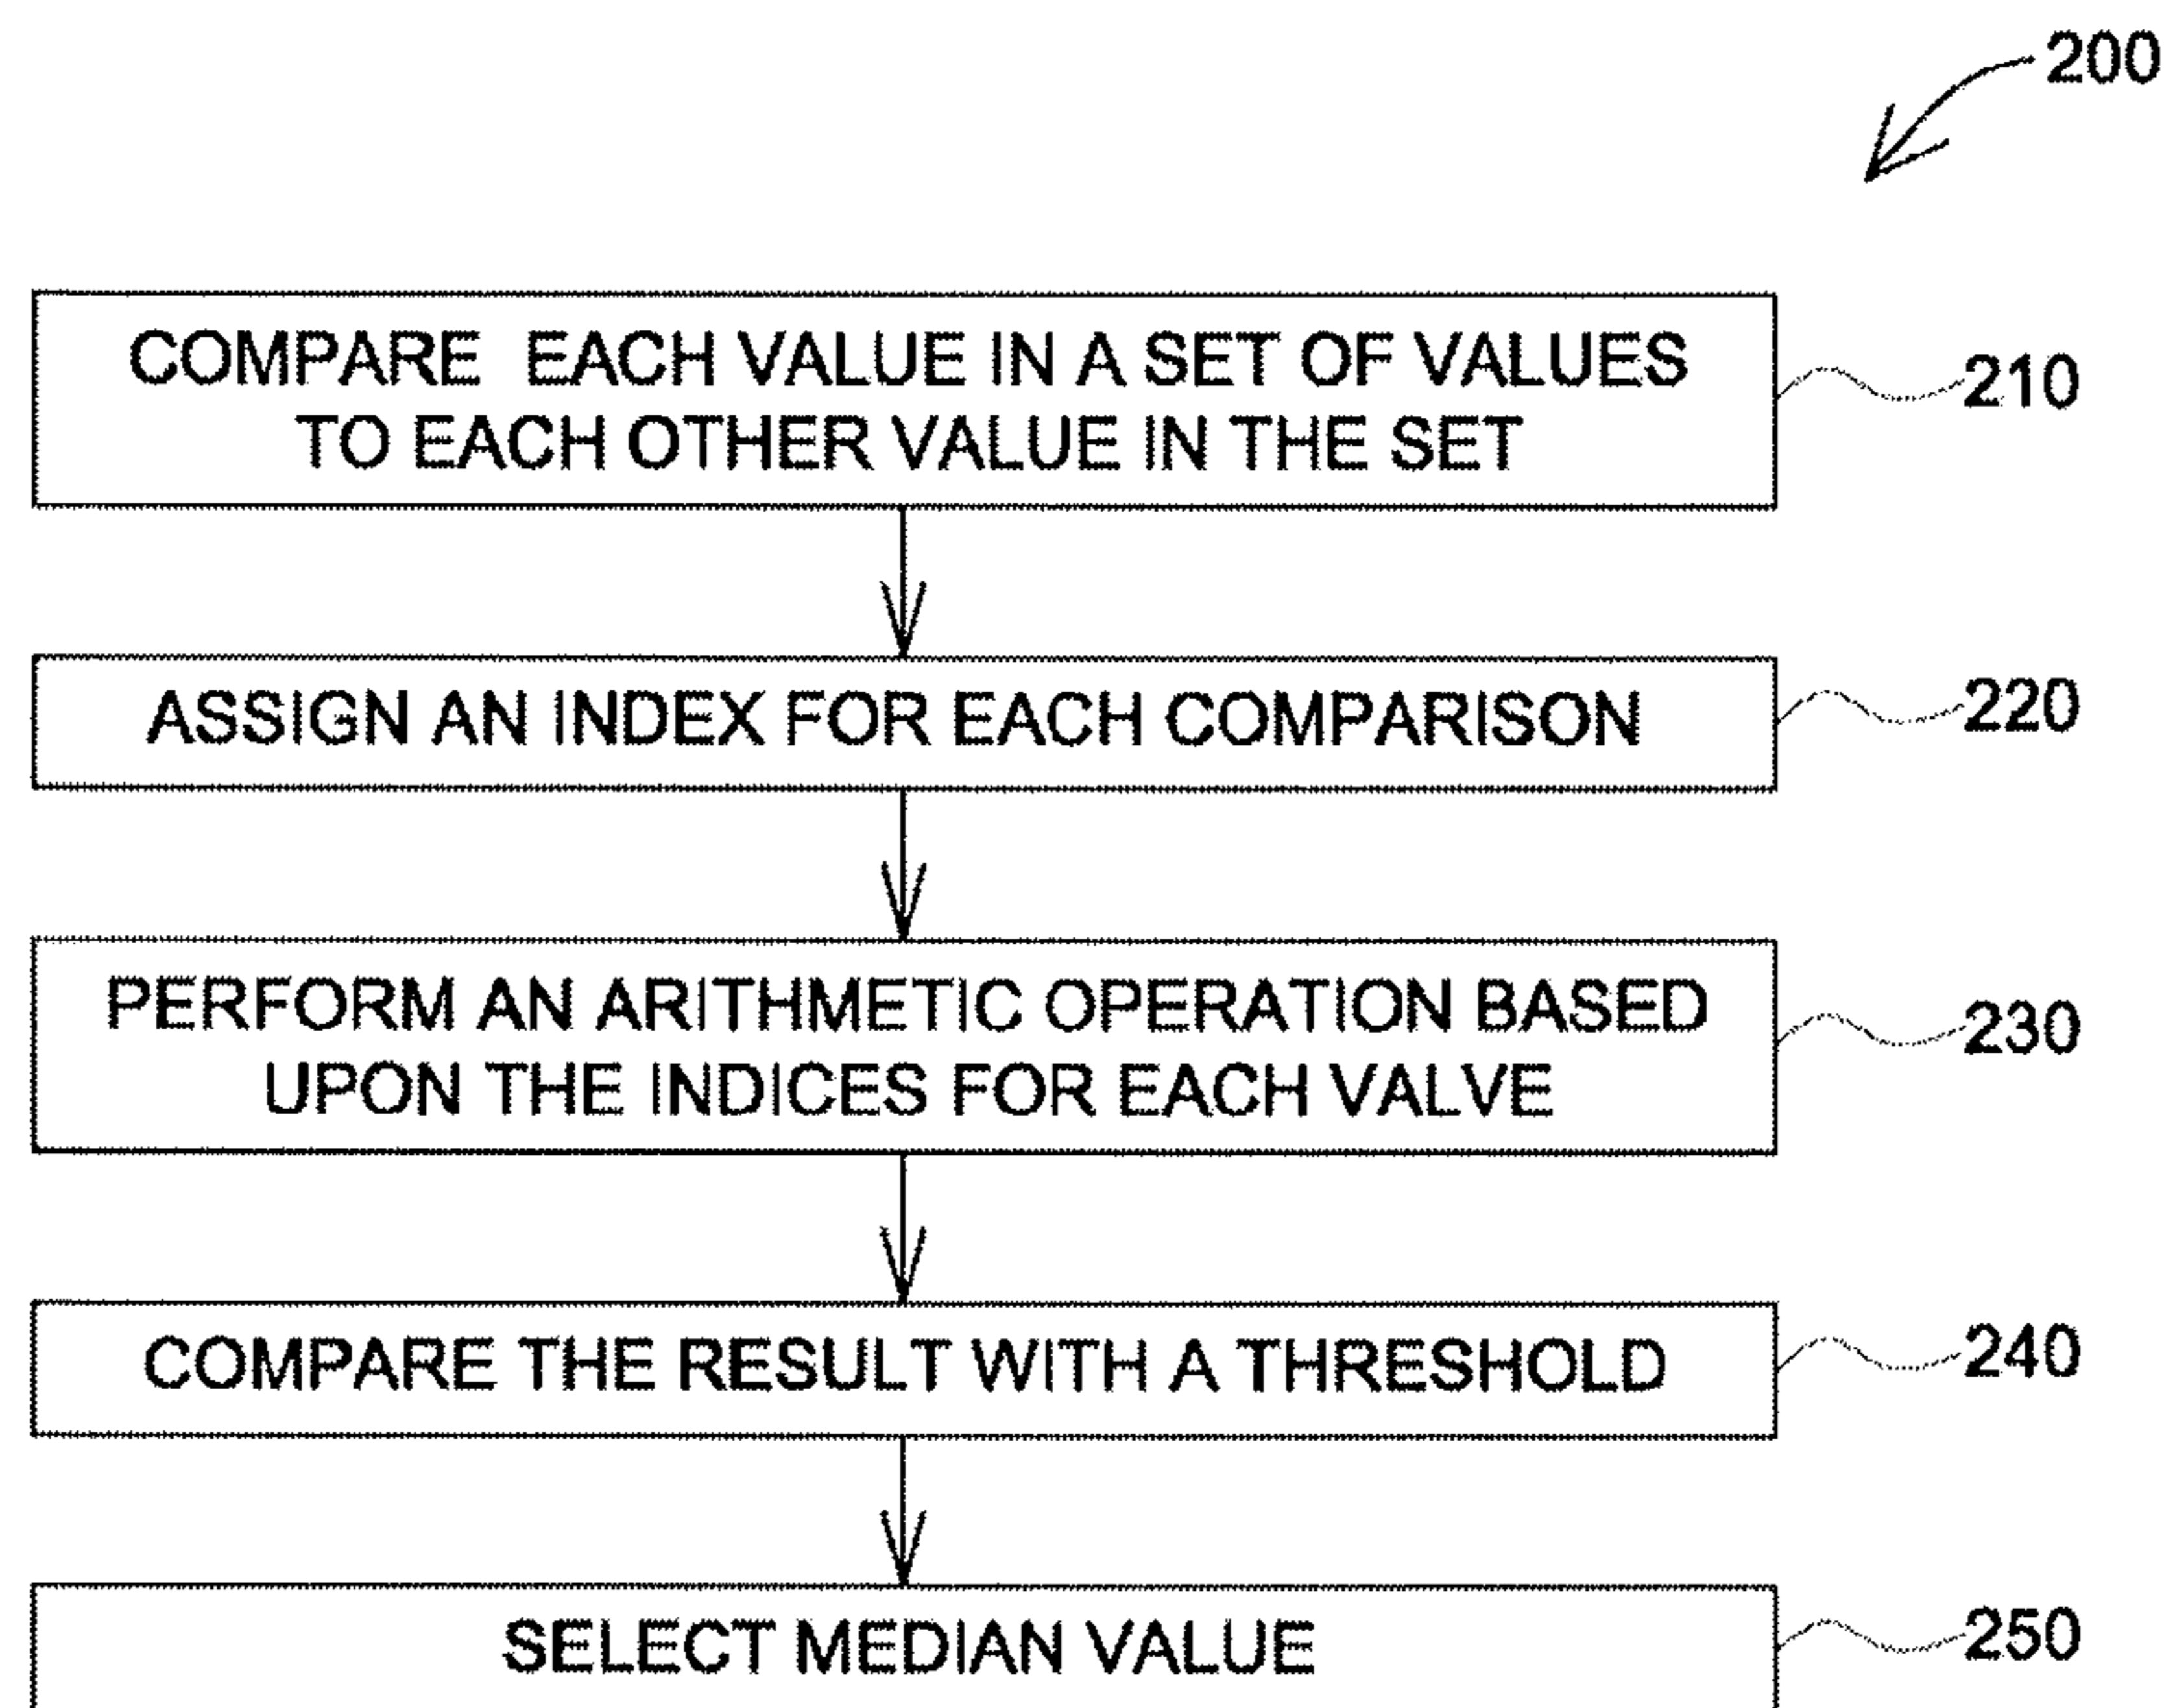 200
COMPARE EACH VALUE IN A SET OF VALUES
TO EACH OTHER VALUE IN THE SET
210
ASSIGN AN INDEX FOR EACH COMPARISON
220
PERFORM AN ARITHMETIC OPERATION BASED
UPON THE INDICES FOR EACH VALVE
230
COMPARE THE RESULT WITH A THRESHOLD
240
SELECT MEDIAN VALUE
250